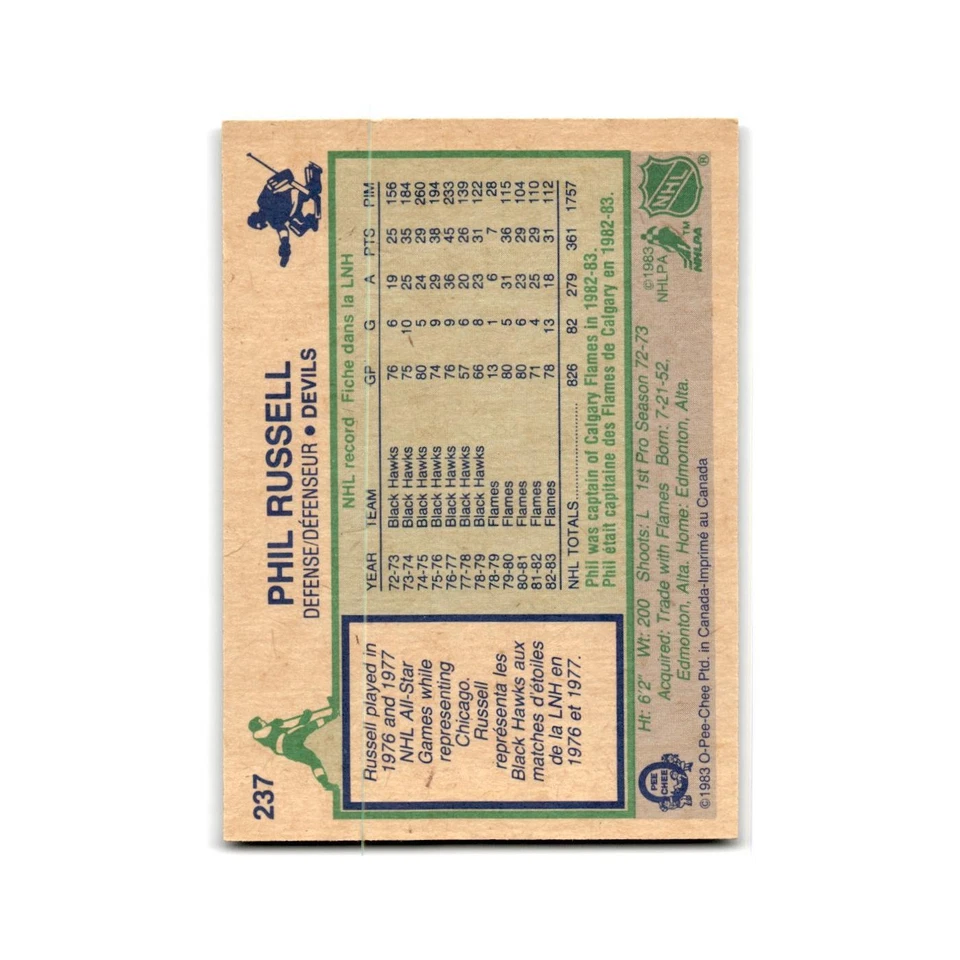 237
PHIL RUSSELL
DEFENSE/DÉFENSEUR • DEVILS
Russell played in
1976 and 1977
NHL All-Star
Games while
representing
Chicago.
Russell
représenta les
Black Hawks aux
matches d'étoiles
de la LNH en
1976 et 1977.
NHL record / Fiche dans la LNH
YEAR TEAM GP G A PTS PIM
72-73 Black Hawks 76 6 19 25 156
73-74 Black Hawks 75 10 25 35 184
74-75 Black Hawks 80 5 24 29 260
75-76 Black Hawks 74 9 29 38 194
76-77 Black Hawks 76 9 36 45 233
77-78 Black Hawks 57 6 20 26 139
78-79 Black Hawks 66 8 23 31 122
78-79 Flames 13 1 6 7 28
79-80 Flames 80 5 31 36 115
80-81 Flames 80 6 23 29 104
81-82 Flames 71 4 25 29 110
82-83 Flames 78 13 18 31 112
NHL TOTALS 826 82 279 361 1757
Phil was captain of Calgary Flames in 1982-83.
Phil était capitaine des Flames de Calgary en 1982-83.
Ht: 6'2" Wt: 200 Shoots: L 1st Pro Season 72-73
Acquired: Trade with Flames Born: 7-21-52,
Edmonton, Alta. Home: Edmonton, Alta.
O PEE CHEE
©1983 O-Pee-Chee Ptd. in Canada-Imprimé au Canada
©1983
NHLPA
NHLPA™
NHL®